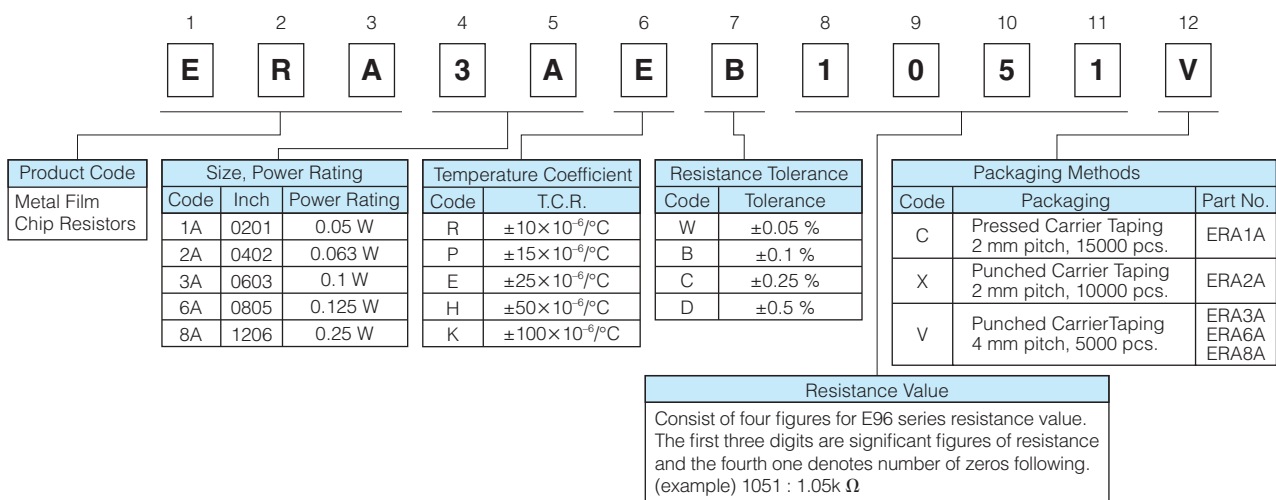 1 2 3 4 5 6 7 8 9 10 11 12
E R A 3 A E B 1 0 5 1 V
Product Code
Metal Film
Chip Resistors
Size, Power Rating
Code Inch Power Rating
1A 0201 0.05 W
2A 0402 0.063 W
3A 0603 0.1 W
6A 0805 0.125 W
8A 1206 0.25 W
Temperature Coefficient
Code T.C.R.
R ±10×10⁻⁶/°C
P ±15×10⁻⁶/°C
E ±25×10⁻⁶/°C
H ±50×10⁻⁶/°C
K ±100×10⁻⁶/°C
Resistance Tolerance
Code Tolerance
W ±0.05 %
B ±0.1 %
C ±0.25 %
D ±0.5 %
Packaging Methods
Code Packaging Part No.
C Pressed Carrier Taping
2 mm pitch, 15000 pcs. ERA1A
X Punched Carrier Taping
2 mm pitch, 10000 pcs. ERA2A
V Punched CarrierTaping
4 mm pitch, 5000 pcs.
ERA3A
ERA6A
ERA8A
Resistance Value
Consist of four figures for E96 series resistance value.
The first three digits are significant figures of resistance
and the fourth one denotes number of zeros following.
(example) 1051 : 1.05k Ω